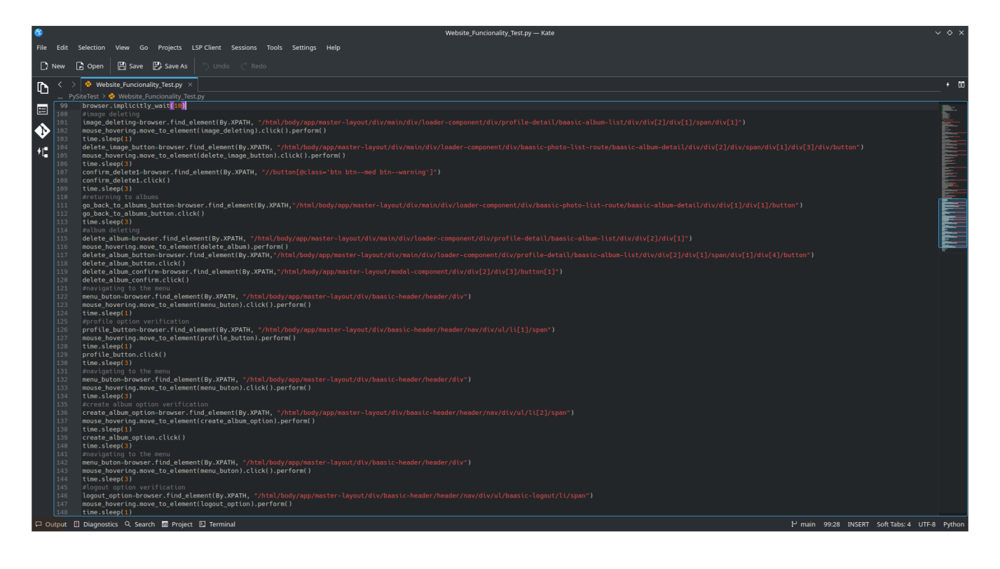 Website_Funcionality_Test.py — Kate
File Edit Selection View Go Projects LSP Client Sessions Tools Settings Help
New Open Save Save As Undo Redo
Website_Funcionality_Test.py
... PySiteTest > Website_Funcionality_Test.py
99 browser.implicitly_wait(10)
100 #image deleting
101 image_deleting=browser.find_element(By.XPATH, "/html/body/app/master-layout/div/main/div/loader-component/div/profile-detail/baasic-album-list/div/div[2]/div[1]/span/div[1]")
102 mouse_hovering.move_to_element(image_deleting).click().perform()
103 time.sleep(1)
104 delete_image_button=browser.find_element(By.XPATH, "/html/body/app/master-layout/div/main/div/loader-component/div/baasic-photo-list-route/baasic-album-detail/div/div[2]/div/span/div[1]/div[3]/div/button")
105 mouse_hovering.move_to_element(delete_image_button).click().perform()
106 time.sleep(3)
107 confirm_delete1=browser.find_element(By.XPATH, "//button[@class='btn btn--med btn--warning']")
108 confirm_delete1.click()
109 time.sleep(3)
110 #returning to albums
111 go_back_to_albums_button=browser.find_element(By.XPATH,"/html/body/app/master-layout/div/main/div/loader-component/div/baasic-photo-list-route/baasic-album-detail/div/div[1]/div[1]/button")
112 go_back_to_albums_button.click()
113 time.sleep(3)
114 #album deleting
115 delete_album=browser.find_element(By.XPATH, "/html/body/app/master-layout/div/main/div/loader-component/div/profile-detail/baasic-album-list/div/div[2]/div[1]")
116 mouse_hovering.move_to_element(delete_album).perform()
117 delete_album_button=browser.find_element(By.XPATH,"/html/body/app/master-layout/div/main/div/loader-component/div/profile-detail/baasic-album-list/div/div[2]/div[1]/span/div[1]/div[4]/button")
118 delete_album_button.click()
119 delete_album_confirm=browser.find_element(By.XPATH,"/html/body/app/master-layout/modal-component/div/div[2]/div[3]/button[1]")
120 delete_album_confirm.click()
121 #navigating to the menu
122 menu_buton=browser.find_element(By.XPATH, "/html/body/app/master-layout/div/baasic-header/header/div")
123 mouse_hovering.move_to_element(menu_buton).click().perform()
124 time.sleep(1)
125 #profile option verification
126 profile_button=browser.find_element(By.XPATH, "/html/body/app/master-layout/div/baasic-header/header/nav/div/ul/li[1]/span")
127 mouse_hovering.move_to_element(profile_button).perform()
128 time.sleep(1)
129 profile_button.click()
130 time.sleep(3)
131 #navigating to the menu
132 menu_buton=browser.find_element(By.XPATH, "/html/body/app/master-layout/div/baasic-header/header/div")
133 mouse_hovering.move_to_element(menu_buton).click().perform()
134 time.sleep(3)
135 #create album option verification
136 create_album_option=browser.find_element(By.XPATH, "/html/body/app/master-layout/div/baasic-header/header/nav/div/ul/li[2]/span")
137 mouse_hovering.move_to_element(create_album_option).perform()
138 time.sleep(1)
139 create_album_option.click()
140 time.sleep(3)
141 #navigating to the menu
142 menu_buton=browser.find_element(By.XPATH, "/html/body/app/master-layout/div/baasic-header/header/div")
143 mouse_hovering.move_to_element(menu_buton).click().perform()
144 time.sleep(3)
145 #logout option verification
146 logout_option=browser.find_element(By.XPATH, "/html/body/app/master-layout/div/baasic-header/header/nav/div/ul/baasic-logout/li/span")
147 mouse_hovering.move_to_element(logout_option).perform()
148 time.sleep(1)
Output Diagnostics Search Project Terminal main 99:28 INSERT Soft Tabs: 4 UTF-8 Python